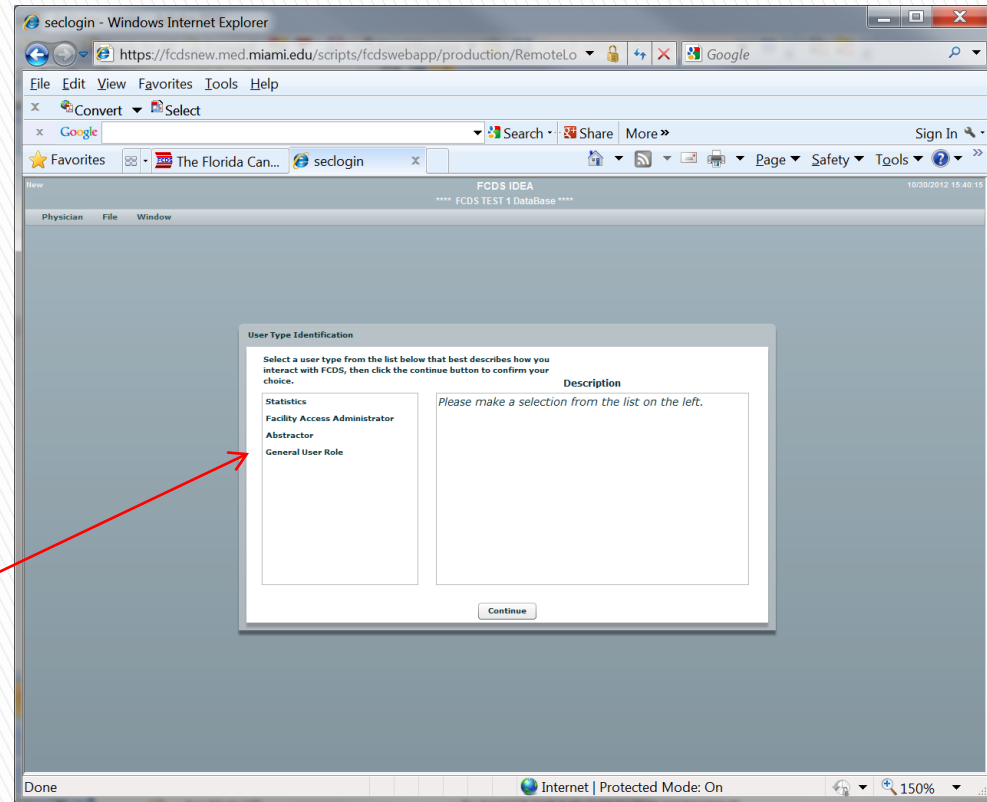 seclogin - Windows Internet Explorer
https://fcdsnew.med.miami.edu/scripts/fcdswebapp/production/RemoteLo
Google
File Edit View Favorites Tools Help
x Convert Select
x Google Search Share More » Sign In
Favorites The Florida Can... seclogin x Page Safety Tools »
New FCDS IDEA 10/30/2012 15:40:15
**** FCDS TEST 1 DataBase ****
Physician File Window
User Type Identification
Select a user type from the list below that best describes how you
interact with FCDS, then click the continue button to confirm your
choice.
Description
Statistics
Facility Access Administrator
Abstractor
General User Role
Please make a selection from the list on the left.
Continue
Done Internet | Protected Mode: On 150%